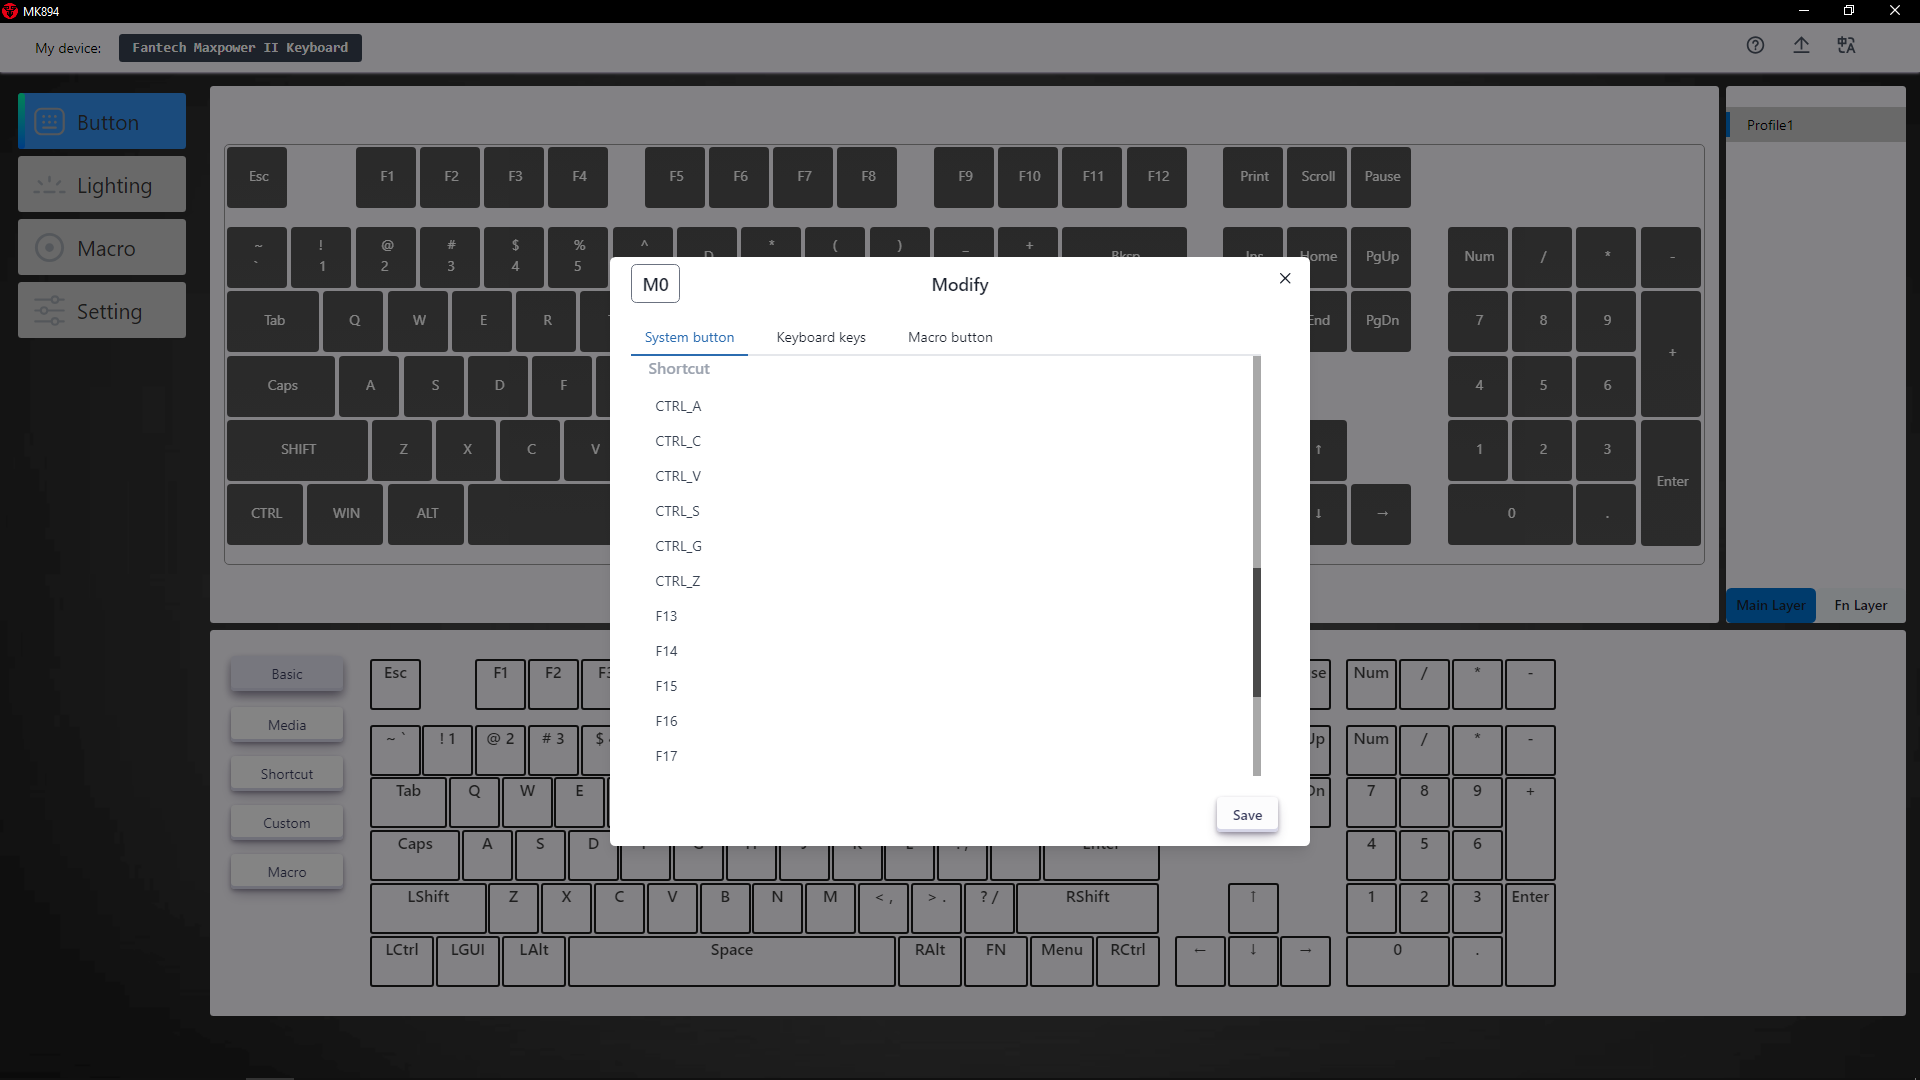 MK894
My device: Fantech Maxpower II Keyboard
Button
Lighting
Macro
Setting
Profile1
Main Layer Fn Layer
Esc F1 F2 F3 F4 F5 F6 F7 F8 F9 F10 F11 F12 Print Scroll Pause
~ ! @ # $ % ^ * ( ) _ +
` 1 2 3 4 5 Home PgUp Num / * -
Tab Q W E R End PgDn 7 8 9 +
Caps A S D F 4 5 6
SHIFT Z X C V ↑ 1 2 3 Enter
CTRL WIN ALT ↓ → 0 .
M0 Modify
System button Keyboard keys Macro button
Shortcut
CTRL_A
CTRL_C
CTRL_V
CTRL_S
CTRL_G
CTRL_Z
F13
F14
F15
F16
F17
Save
Basic
Media
Shortcut
Custom
Macro
Esc F1 F2 Num / * -
~ ` ! 1 @ 2 # 3 $ Num / * -
Tab Q W E 7 8 9 +
Caps A S D 4 5 6
LShift Z X C V B N M < , > . ? / RShift ↑ 1 2 3 Enter
LCtrl LGUI LAlt Space RAlt FN Menu RCtrl ← ↓ → 0 .